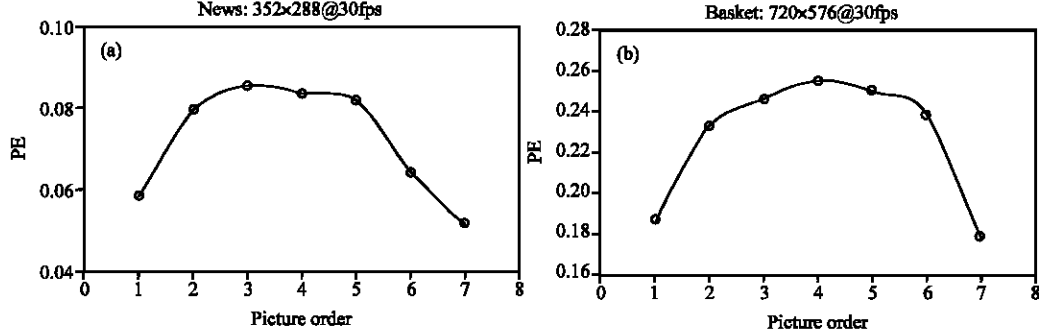 News: 352×288@30fps
(a)
0.10
0.08
0.06
0.04
PE
0 1 2 3 4 5 6 7 8
Picture order
Basket: 720×576@30fps
(b)
0.28
0.26
0.24
0.22
0.20
0.18
0.16
PE
0 1 2 3 4 5 6 7 8
Picture order